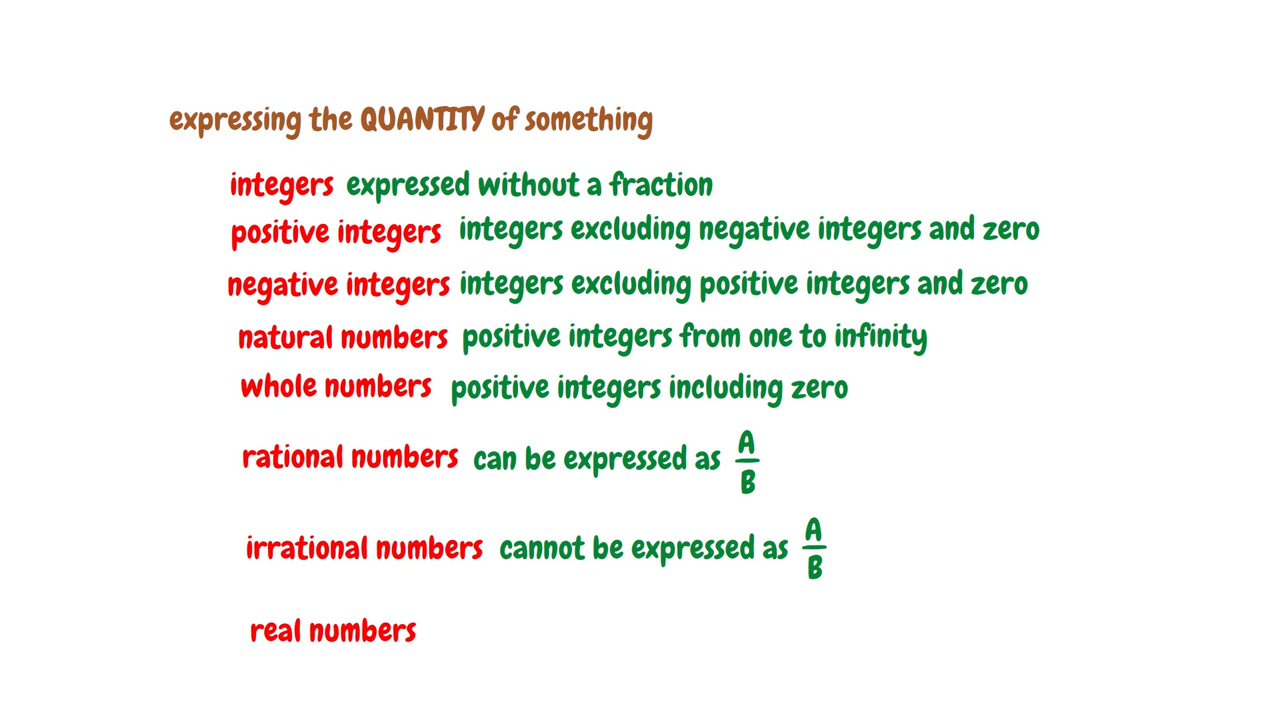 expressing the QUANTITY of something
integers expressed without a fraction
positive integers integers excluding negative integers and zero
negative integers integers excluding positive integers and zero
natural numbers positive integers from one to infinity
whole numbers positive integers including zero
rational numbers can be expressed as A/B
irrational numbers cannot be expressed as A/B
real numbers